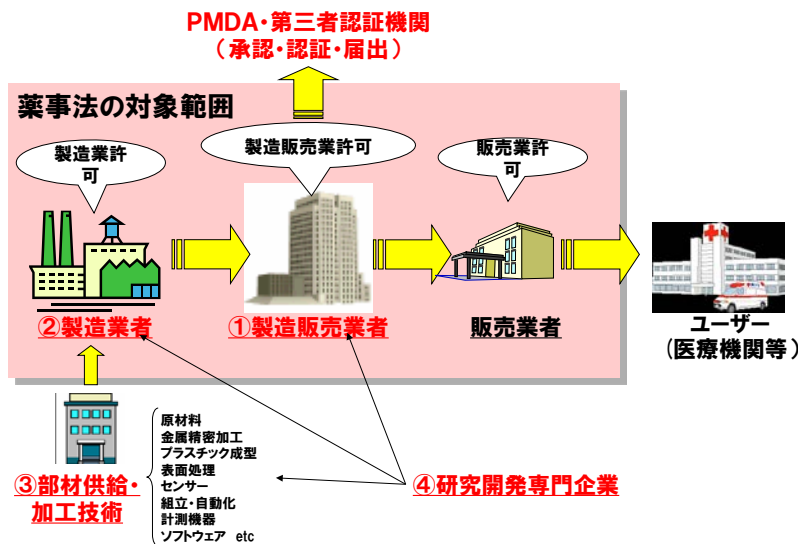 PMDA・第三者認証機関
（承認・認証・届出）
薬事法の対象範囲
製造業許
可
製造販売業許可
販売業許
可
②製造業者
①製造販売業者
販売業者
ユーザー
（医療機関等）
③部材供給・
加工技術
原材料
金属精密加工
プラスチック成型
表面処理
センサー
組立・自動化
計測機器
ソフトウェア etc
④研究開発専門企業